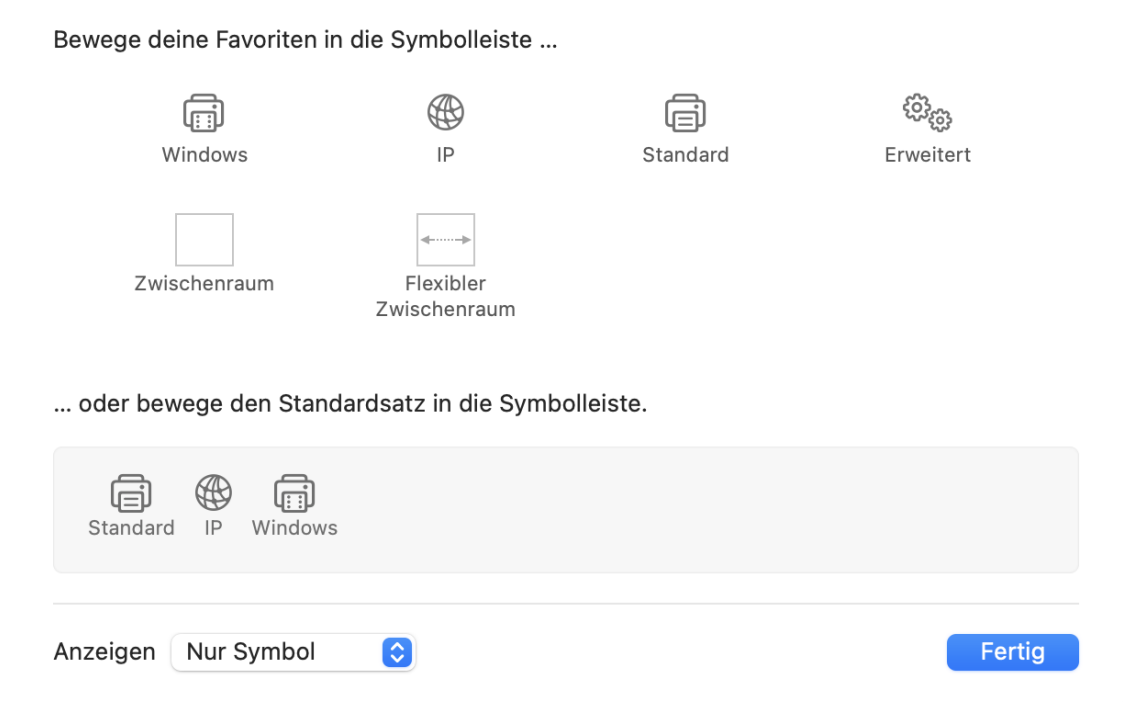 Bewege deine Favoriten in die Symbolleiste ...
Windows
IP
Standard
Erweitert
Zwischenraum
Flexibler
Zwischenraum
... oder bewege den Standardsatz in die Symbolleiste.
Standard
IP
Windows
Anzeigen
Nur Symbol
Fertig